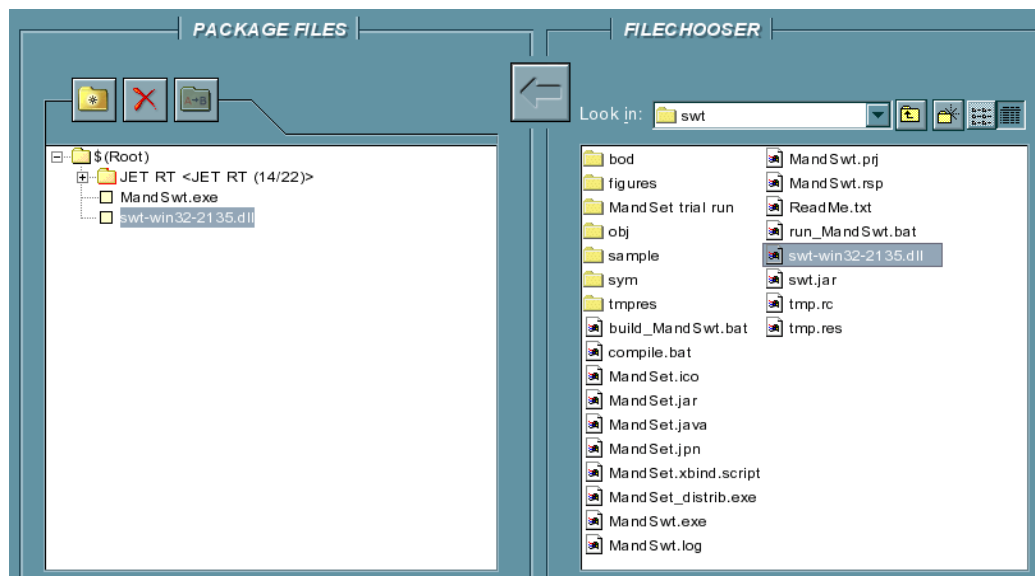 PACKAGE FILES
FILECHOOSER
A→B
Look in: swt
$(Root)
JET RT <JET RT (14/22)>
MandSwt.exe
swt-win32-2135.dll
bod
figures
MandSet trial run
obj
sample
sym
tmpres
build_MandSwt.bat
compile.bat
MandSet.ico
MandSet.jar
MandSet.java
MandSet.jpn
MandSet.xbind.script
MandSet_distrib.exe
MandSwt.exe
MandSwt.log
MandSwt.prj
MandSwt.rsp
ReadMe.txt
run_MandSwt.bat
swt-win32-2135.dll
swt.jar
tmp.rc
tmp.res